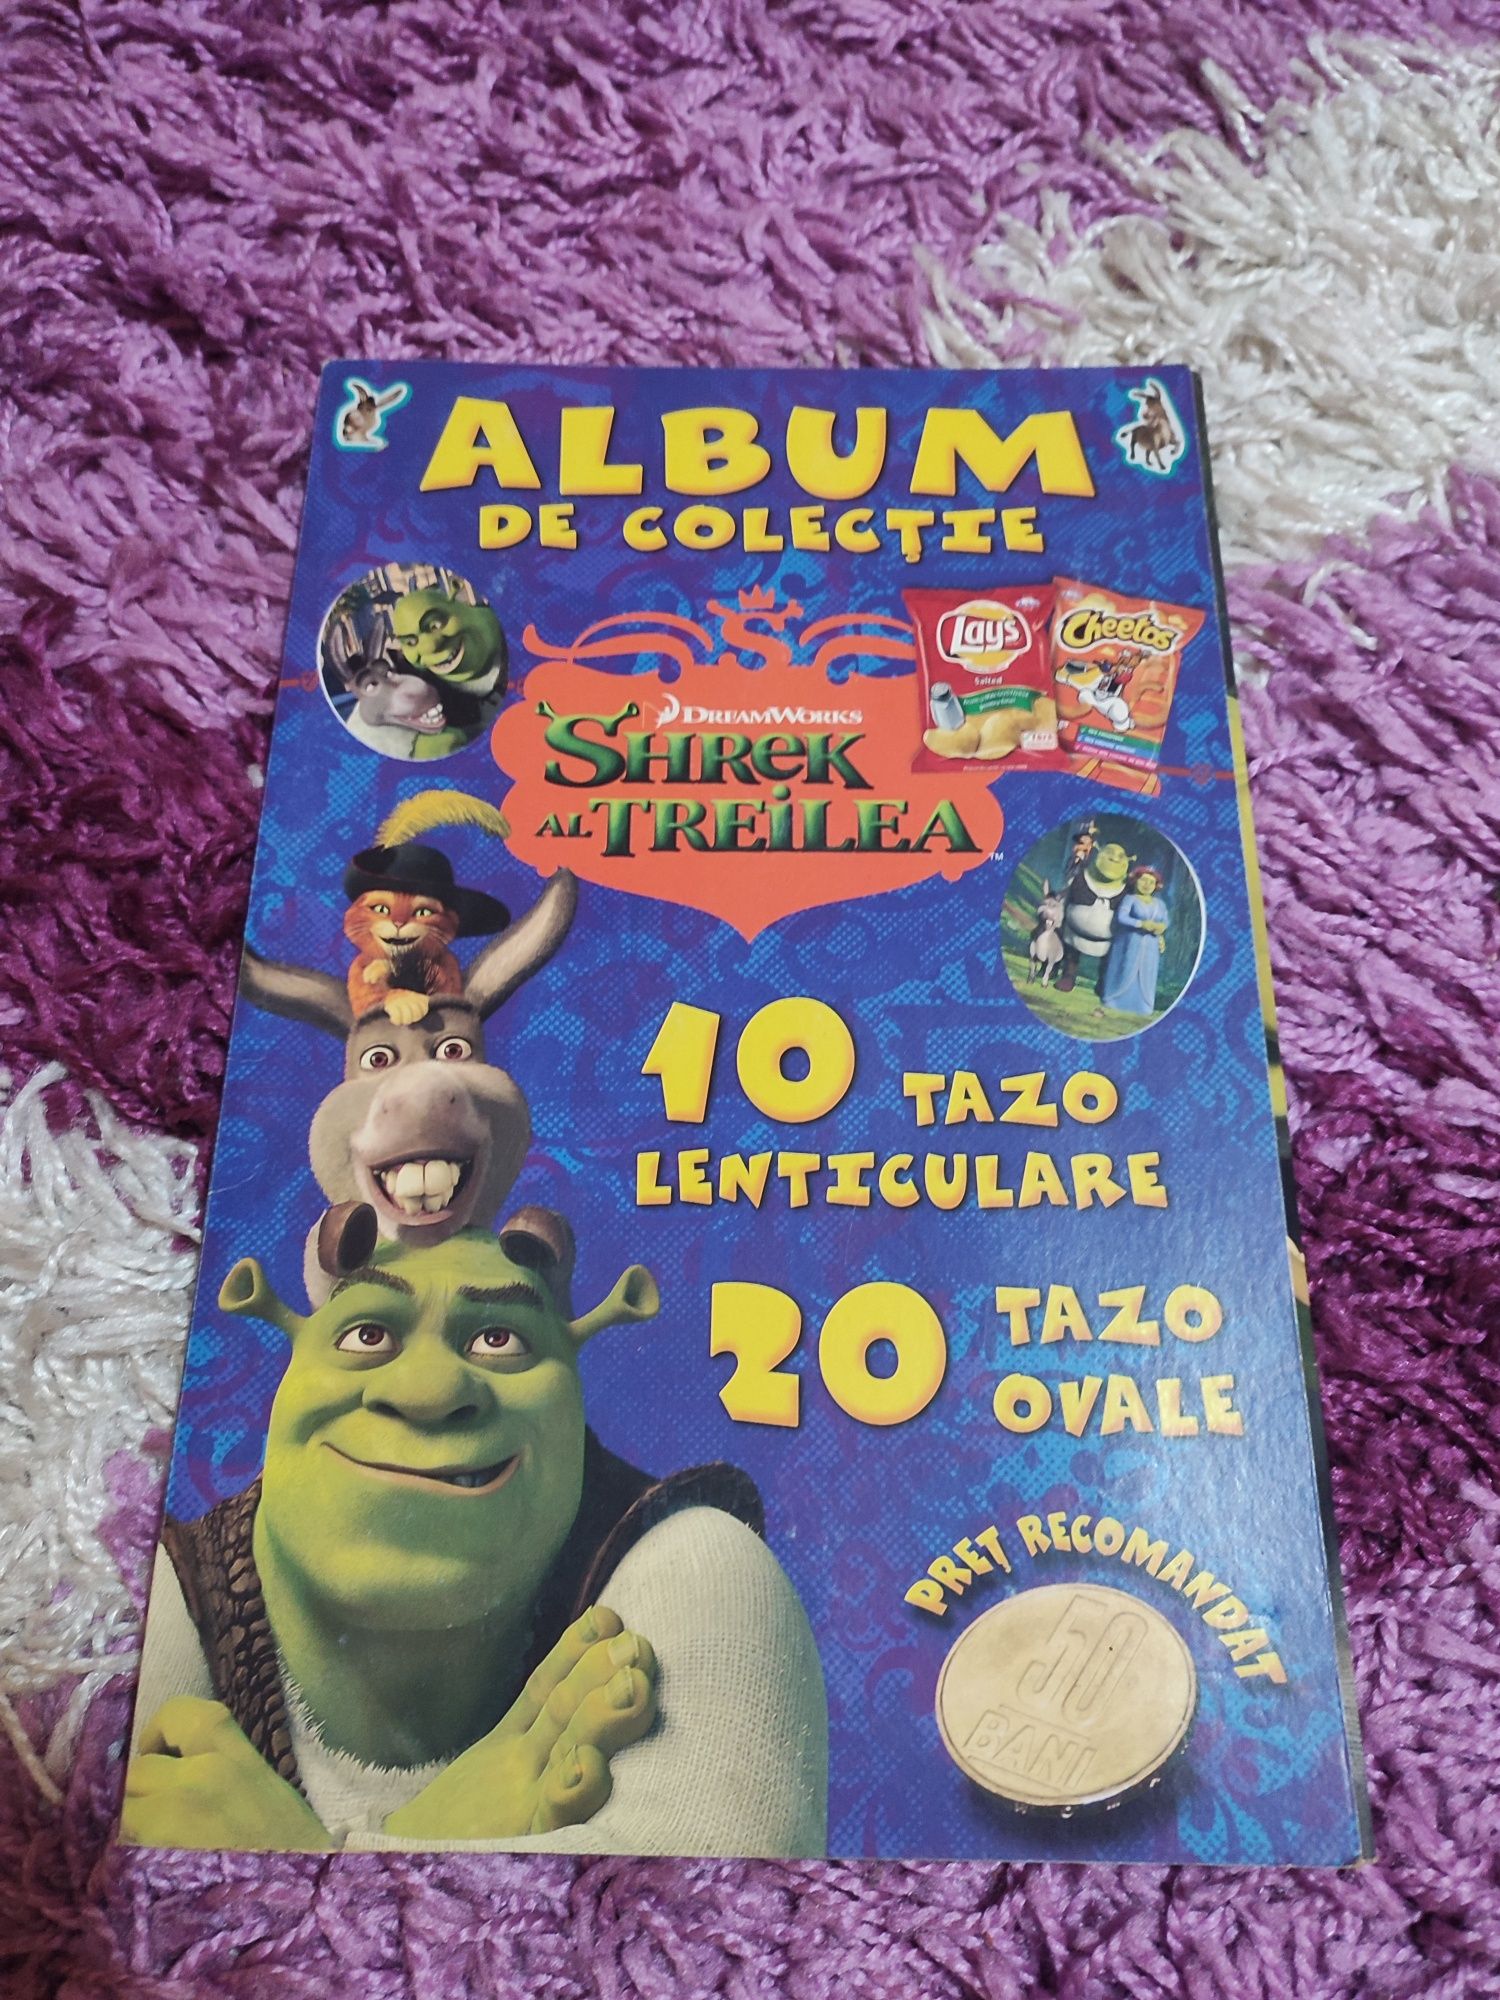 ALBUM
DE COLECȚIE
Lay's
Salted
Cheetos
DREAMWORKS
SHREK
AL TREILEA
TM
10 TAZO
LENTICULARE
20 TAZO
OVALE
PREȚ RECOMANDAT
50
BANI